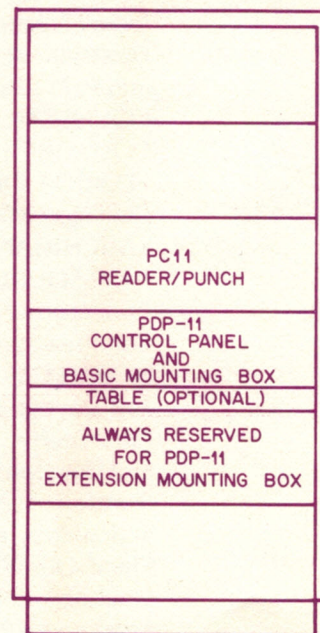 PC11
READER/PUNCH
PDP-11
CONTROL PANEL
AND
BASIC MOUNTING BOX
TABLE (OPTIONAL)
ALWAYS RESERVED
FOR PDP-11
EXTENSION MOUNTING BOX